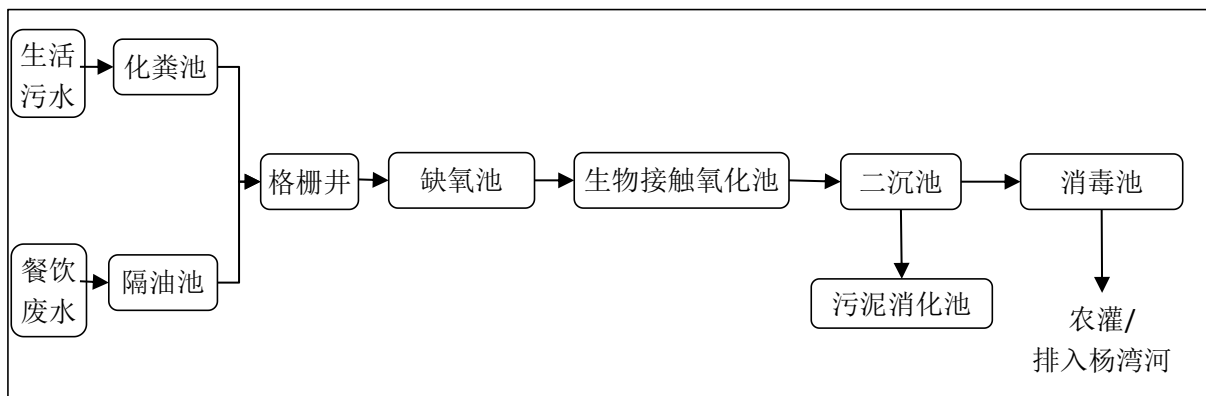 生活
污水
化粪池
格栅井
缺氧池
生物接触氧化池
二沉池
消毒池
餐饮
废水
隔油池
污泥消化池
农灌/
排入杨湾河